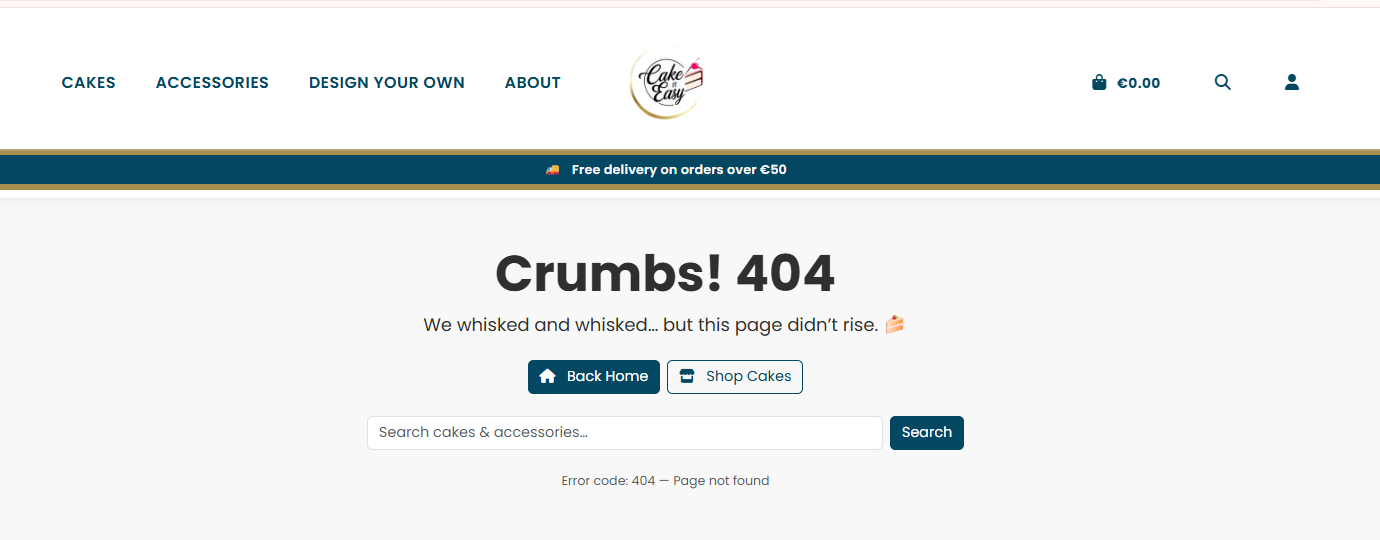 CAKES ACCESSORIES DESIGN YOUR OWN ABOUT
Cake
IT
Easy
€0.00
🚚 Free delivery on orders over €50
Crumbs! 404
We whisked and whisked… but this page didn’t rise. 🍰
Back Home Shop Cakes
Search cakes & accessories… Search
Error code: 404 — Page not found